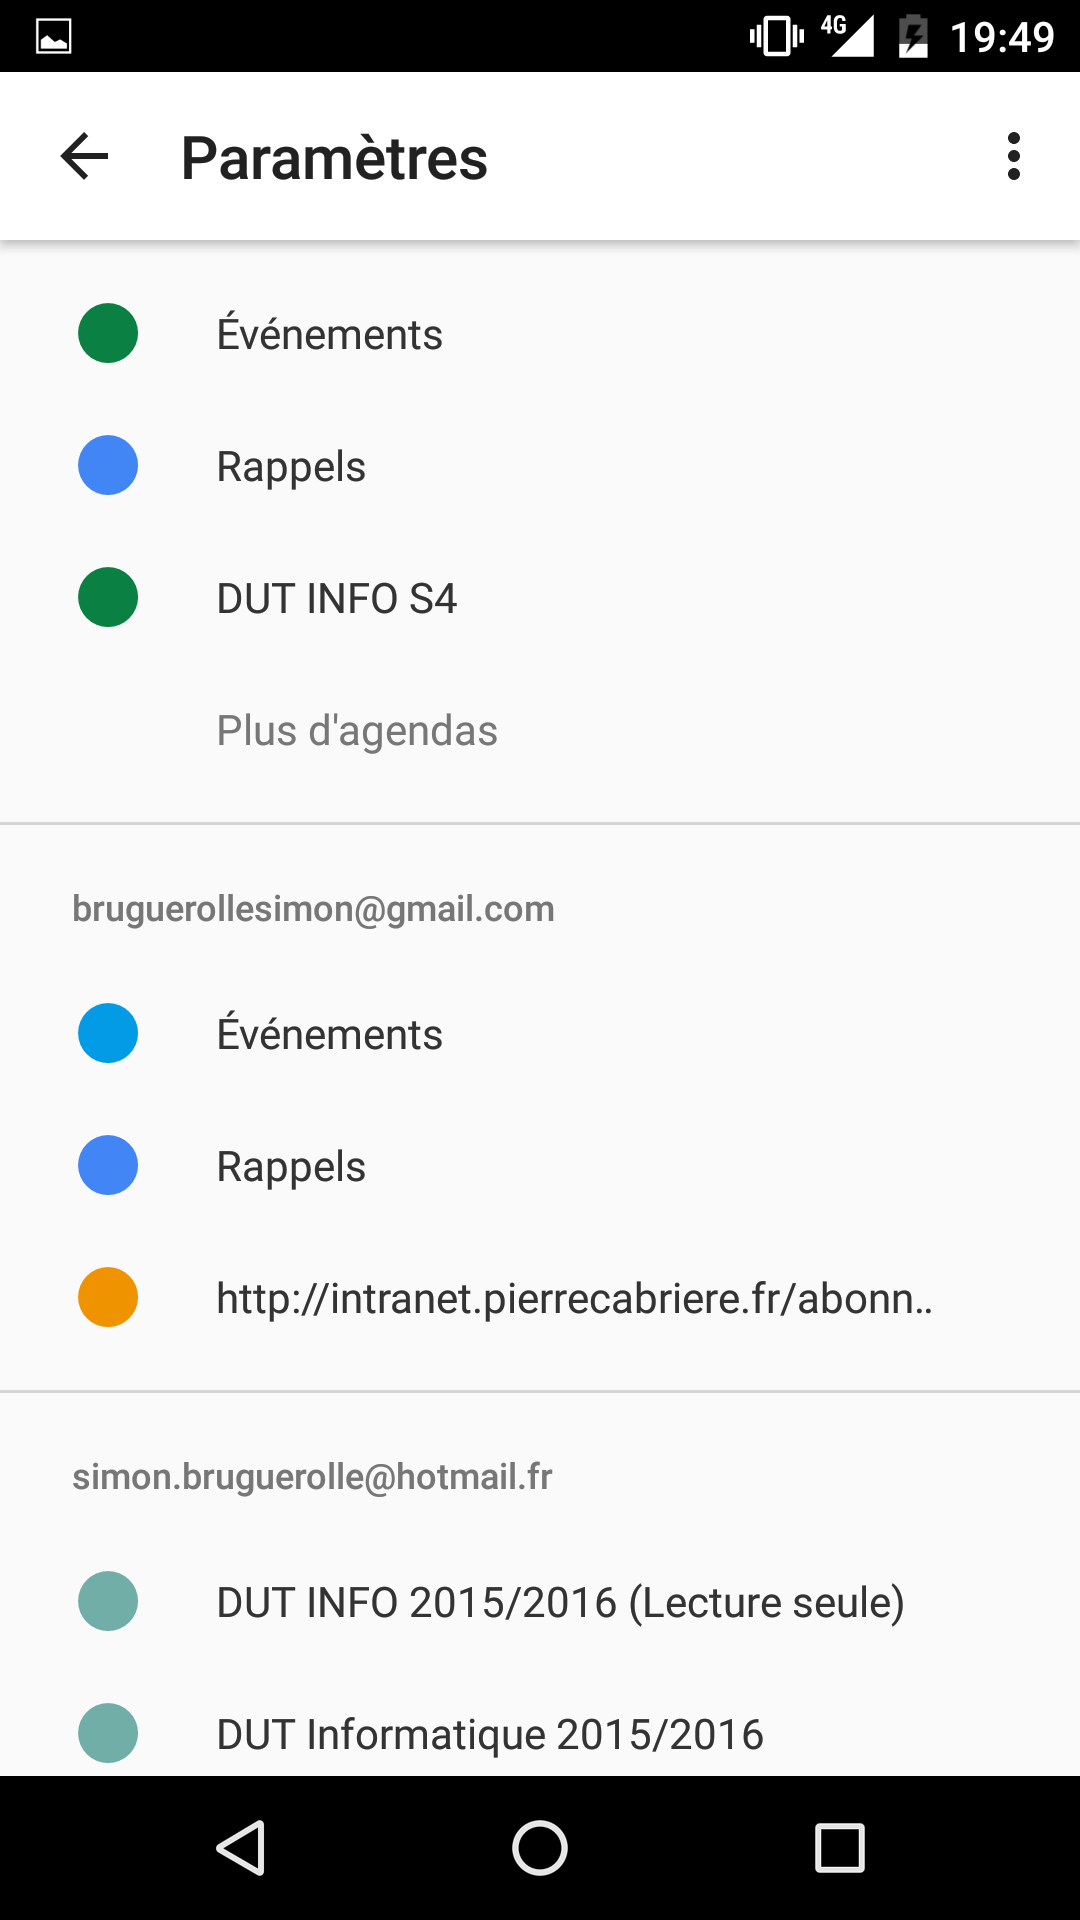 4G 19:49
Paramètres
Événements
Rappels
DUT INFO S4
Plus d'agendas
bruguerollesimon@gmail.com
Événements
Rappels
http://intranet.pierrecabriere.fr/abonn..
simon.bruguerolle@hotmail.fr
DUT INFO 2015/2016 (Lecture seule)
DUT Informatique 2015/2016